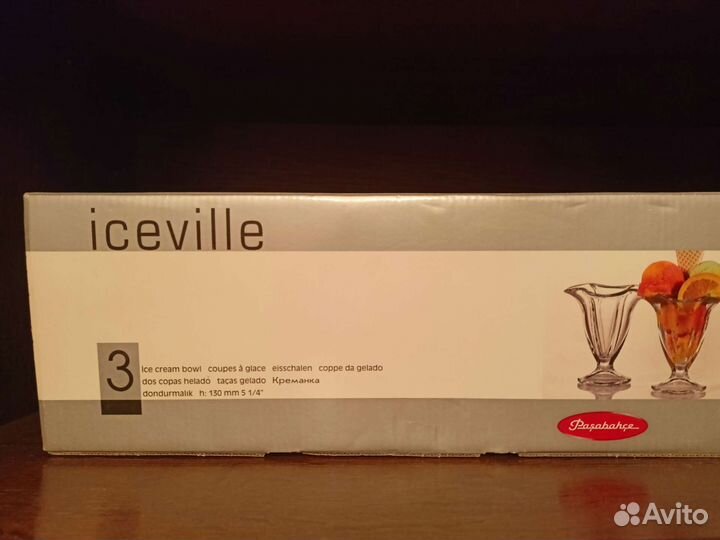 iceville
3
Ice cream bowl coupes à glace eisschalen coppe da gelado
dos copas helado taças gelado Креманка
dondurmalık h: 130 mm 5 1/4"
Paşabahçe
Avito